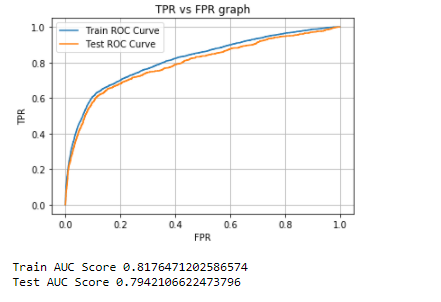 TPR vs FPR graph
Train ROC Curve
Test ROC Curve
1.0
0.8
0.6
0.4
0.2
0.0
TPR
0.0 0.2 0.4 0.6 0.8 1.0
FPR
Train AUC Score 0.8176471202586574
Test AUC Score 0.7942106622473796